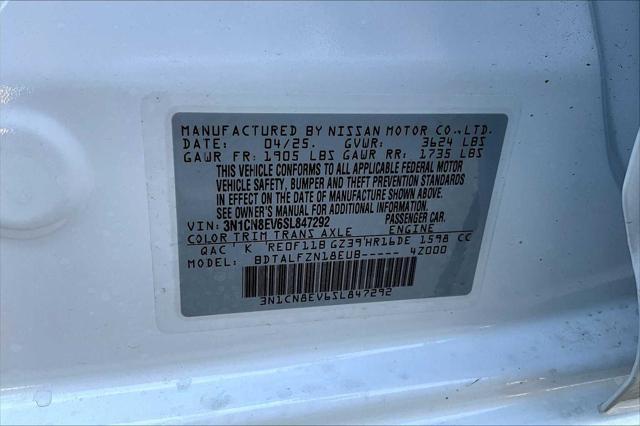 MANUFACTURED BY NISSAN MOTOR CO.,LTD.
DATE: 04/25. GVWR: 3624 LBS
GAWR FR: 1905 LBS GAWR RR: 1735 LBS
THIS VEHICLE CONFORMS TO ALL APPLICABLE FEDERAL MOTOR
VEHICLE SAFETY, BUMPER AND THEFT PREVENTION STANDARDS
IN EFFECT ON THE DATE OF MANUFACTURE SHOWN ABOVE.
SEE OWNERS MANUAL FOR ADDITIONAL INFORMATION.
VIN: 3N1CN8EV6SL847292 PASSENGER CAR.
COLOR TRIM TRANS AXLE ENGINE
QAC K RE0F11B GZ39 HR16DE 1598 CC
MODEL: BDTALFZN18EUB----- 4Z000
3N1CN8EV6SL847292